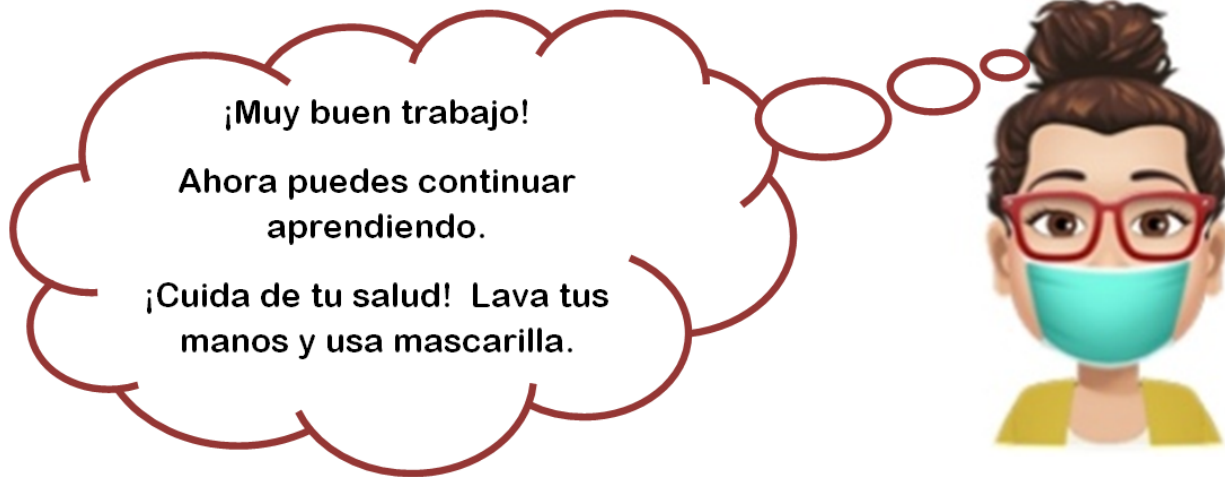 ¡Muy buen trabajo!
Ahora puedes continuar
aprendiendo.
¡Cuida de tu salud! Lava tus
manos y usa mascarilla.